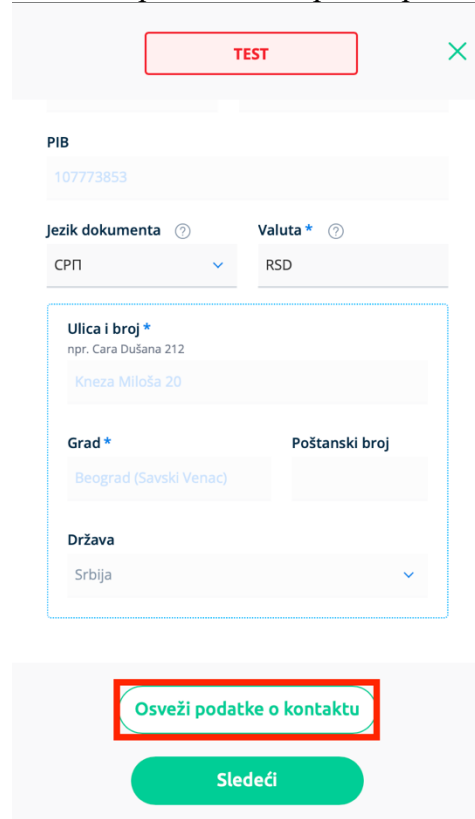 TEST
PIB
107773853
Jezik dokumenta ? Valuta * ?
СРП RSD
Ulica i broj *
npr. Cara Dušana 212
Kneza Miloša 20
Grad * Poštanski broj
Beograd (Savski Venac)
Država
Srbija
Osveži podatke o kontaktu
Sledeći